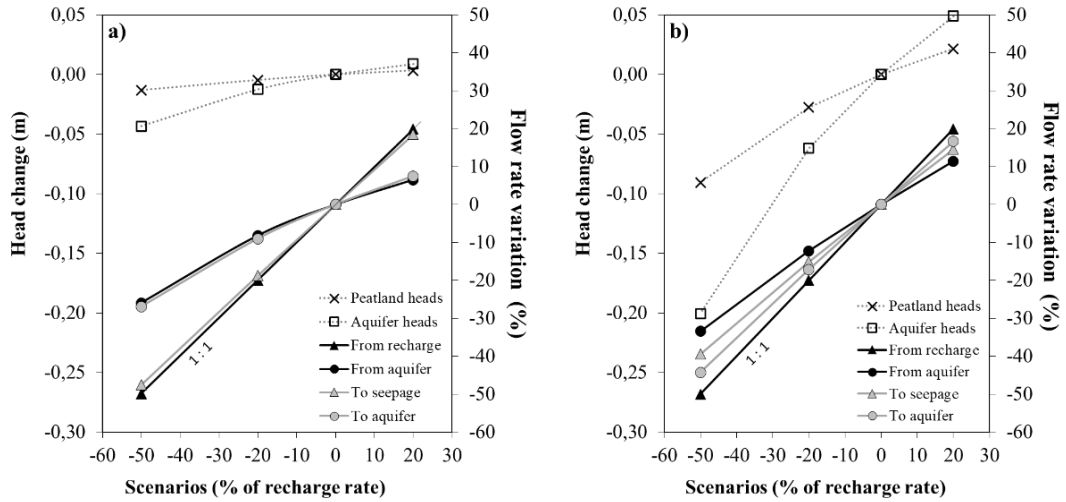 a)
0,05
0,00
-0,05
-0,10
-0,15
-0,20
-0,25
-0,30
Head change (m)
50
40
30
20
10
0
-10
-20
-30
-40
-50
-60
Flow rate variation (%)
1 : 1
Peatland heads
Aquifer heads
From recharge
From aquifer
To seepage
To aquifer
-60 -50 -40 -30 -20 -10 0 10 20 30
Scenarios (% of recharge rate)
b)
0,05
0,00
-0,05
-0,10
-0,15
-0,20
-0,25
-0,30
Head change (m)
50
40
30
20
10
0
-10
-20
-30
-40
-50
-60
Flow rate variation (%)
1 : 1
Peatland heads
Aquifer heads
From recharge
From aquifer
To seepage
To aquifer
-60 -50 -40 -30 -20 -10 0 10 20 30
Scenarios (% of recharge rate)